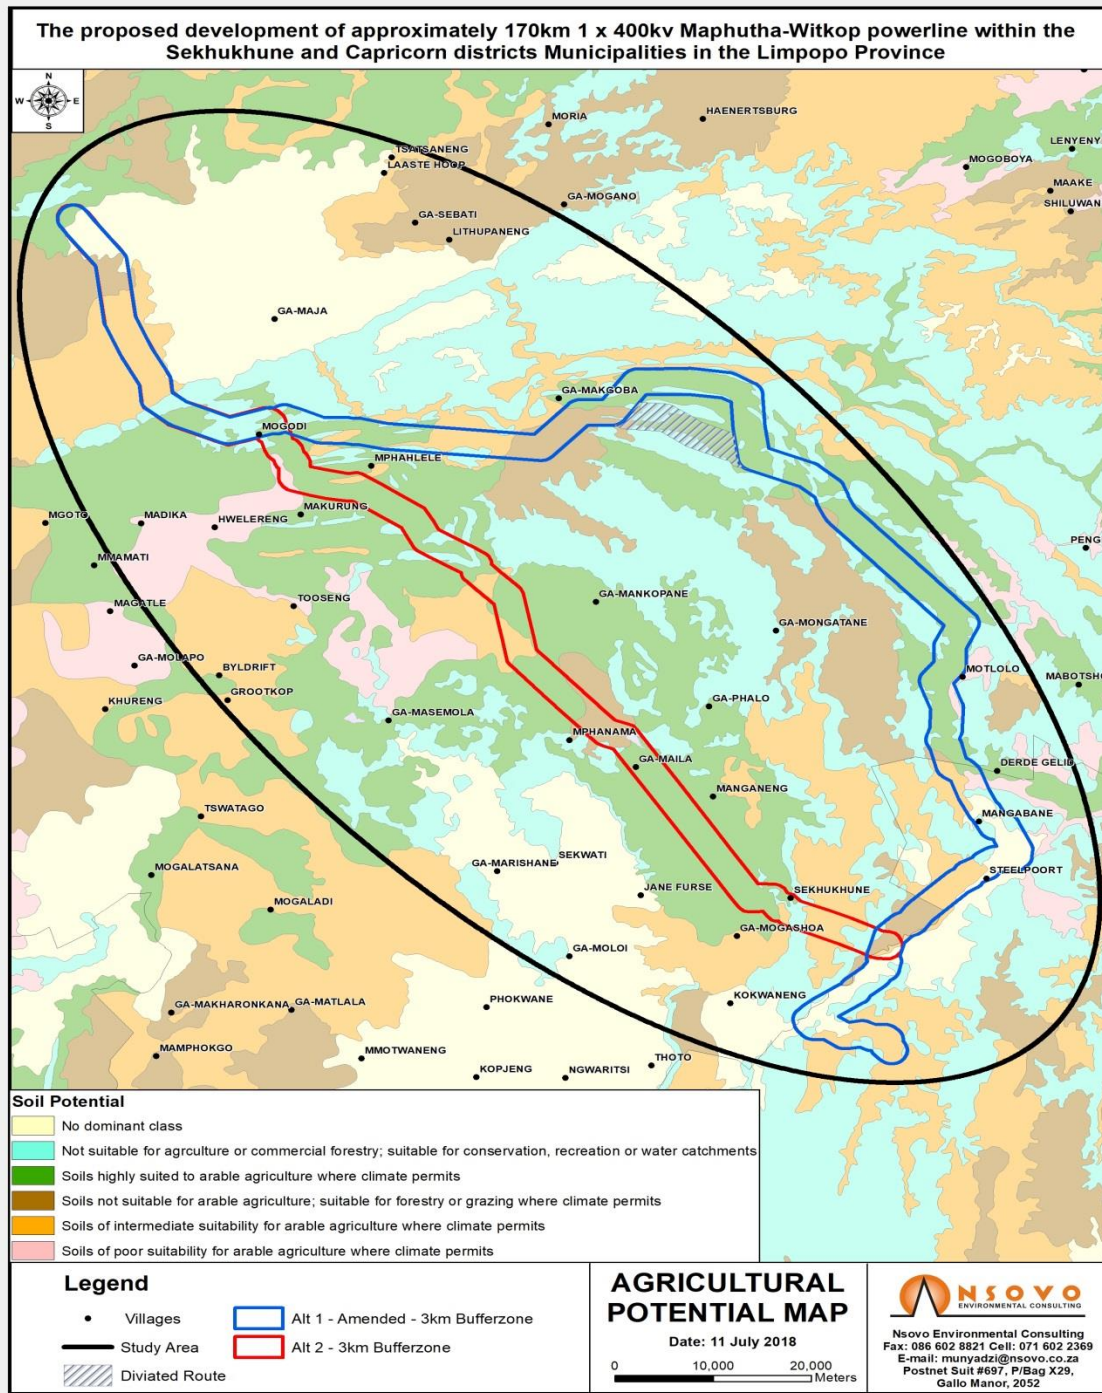 The proposed development of approximately 170km 1 x 400kv Maphutha-Witkop powerline within the
Sekhukhune and Capricorn districts Municipalities in the Limpopo Province
N
W E
S
HAENERTSBURG
MORIA
LENYENY
TSATSANENG
MOGOBOYA
LAASTE HOOP
MAAKE
GA-MOGANO
SHILUWAN
GA-SEBATI
LITHUPANENG
GA-MAJA
GA-MAKGOBA
MOGODI
MPHAHLELE
MAKURUNG
MGOTO
MADIKA
HWELERENG
PENG
MMAMATI
MAGATLE
TOOSENG
GA-MANKOPANE
GA-MONGATANE
GA-MOLAPO
BYLDRIFT
MOTLOLO
MABOTSHO
KHURENG
GROOTKOP
GA-PHALO
GA-MASEMOLA
MPHANAMA
GA-MAILA
DERDE GELID
MANGANENG
TSWATAGO
MANGABANE
SEKWATI
GA-MARISHANE
MOGALATSANA
STEELPOORT
JANE FURSE
SEKHUKHUNE
MOGALADI
GA-MOGASHOA
GA-MOLOI
KOKWANENG
PHOKWANE
GA-MAKHARONKANA
GA-MATLALA
MAMPHOKGO
MMOTWANENG
THOTO
KOPJENG
NGWARITSI
Soil Potential
No dominant class
Not suitable for agrculture or commercial forestry; suitable for conservation, recreation or water catchments
Soils highly suited to arable agriculture where climate permits
Soils not suitable for arable agriculture; suitable for forestry or grazing where climate permits
Soils of intermediate suitability for arable agriculture where climate permits
Soils of poor suitability for arable agriculture where climate permits
Legend
Villages
Study Area
Diviated Route
Alt 1 - Amended - 3km Bufferzone
Alt 2 - 3km Bufferzone
AGRICULTURAL
POTENTIAL MAP
Date: 11 July 2018
0 10,000 20,000
Meters
NSOVO
ENVIRONMENTAL CONSULTING
Nsovo Environmental Consulting
Fax: 086 602 8821 Cell: 071 602 2369
E-mail: munyadzi@nsovo.co.za
Postnet Suit #697, P/Bag X29,
Gallo Manor, 2052